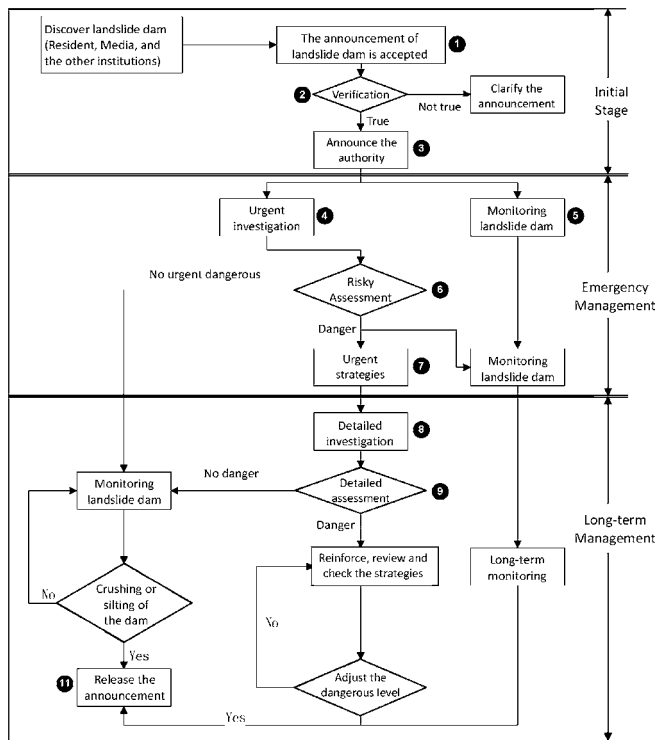 Discover landslide dam
(Resident, Media, and
the other institutions)
The announcement of
landslide dam is accepted
1
2
Verification
Not true
Clarify the
announcement
True
Announce the
authority
3
Initial
Stage
Urgent
investigation
4
Monitoring
landslide dam
5
No urgent dangerous
Risky
Assessment
6
Emergency
Management
Danger
Urgent
strategies
7
Monitoring
landslide dam
Detailed
investigation
8
Monitoring
landslide dam
No danger
Detailed
assessment
9
Danger
Long-term
Management
Reinforce, review and
check the strategies
Long-term
monitoring
No
Crushing or
silting of
the dam
No
Yes
11
Release the
announcement
Adjust the
dangerous level
Yes